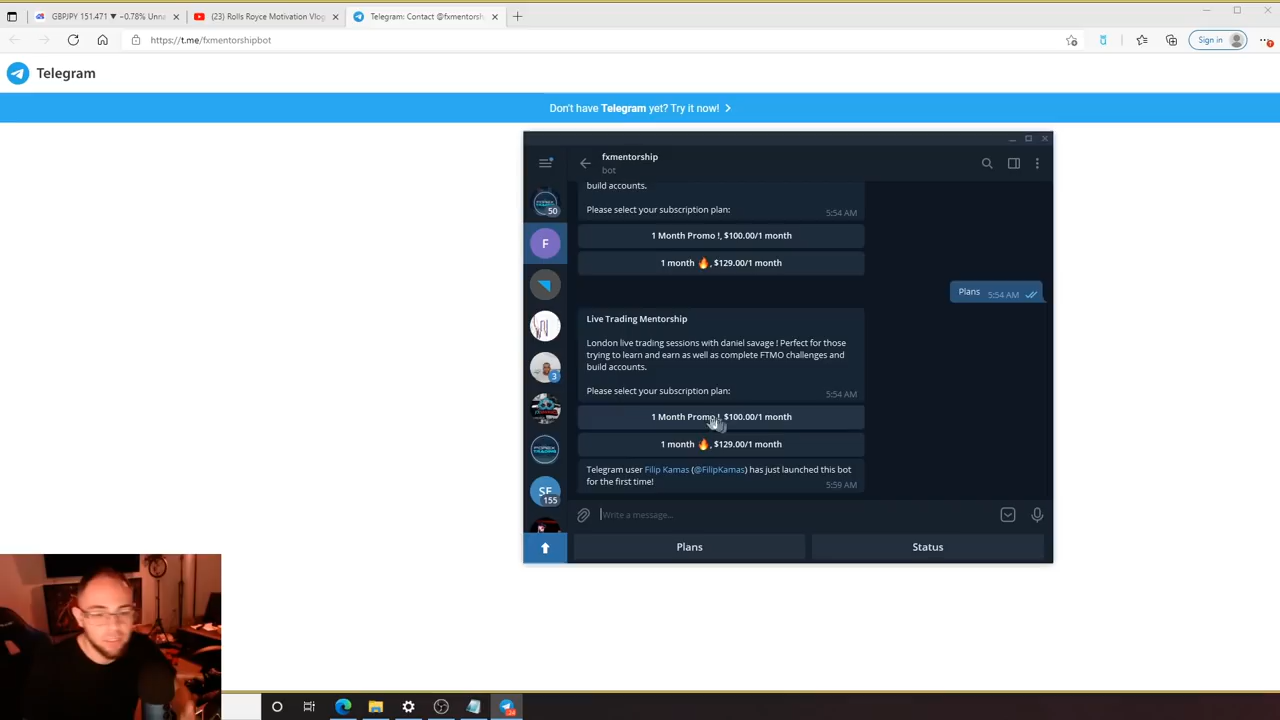 GBPJPY 151.471 ▼ −0.78% Unna
(23) Rolls Royce Motivation Vlog
Telegram: Contact @fxmentorsh
https://t.me/fxmentorshipbot
Sign in
Telegram
Don't have Telegram yet? Try it now!
fxmentorship
bot
build accounts.
Please select your subscription plan:
5:54 AM
1 Month Promo !, $100.00/1 month
1 month 🔥, $129.00/1 month
Plans 5:54 AM
Live Trading Mentorship
London live trading sessions with daniel savage ! Perfect for those
trying to learn and earn as well as complete FTMO challenges and
build accounts.
Please select your subscription plan:
5:54 AM
1 Month Promo !, $100.00/1 month
1 month 🔥, $129.00/1 month
Telegram user Filip Kamas (@FilipKamas) has just launched this bot
for the first time!
5:59 AM
Write a message...
Plans
Status
50
F
3
SF
155